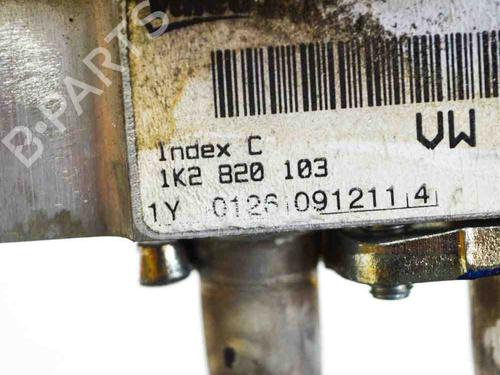 B-PARTS
VW
Index C
1K2 820 103
1Y 0126 091211 4